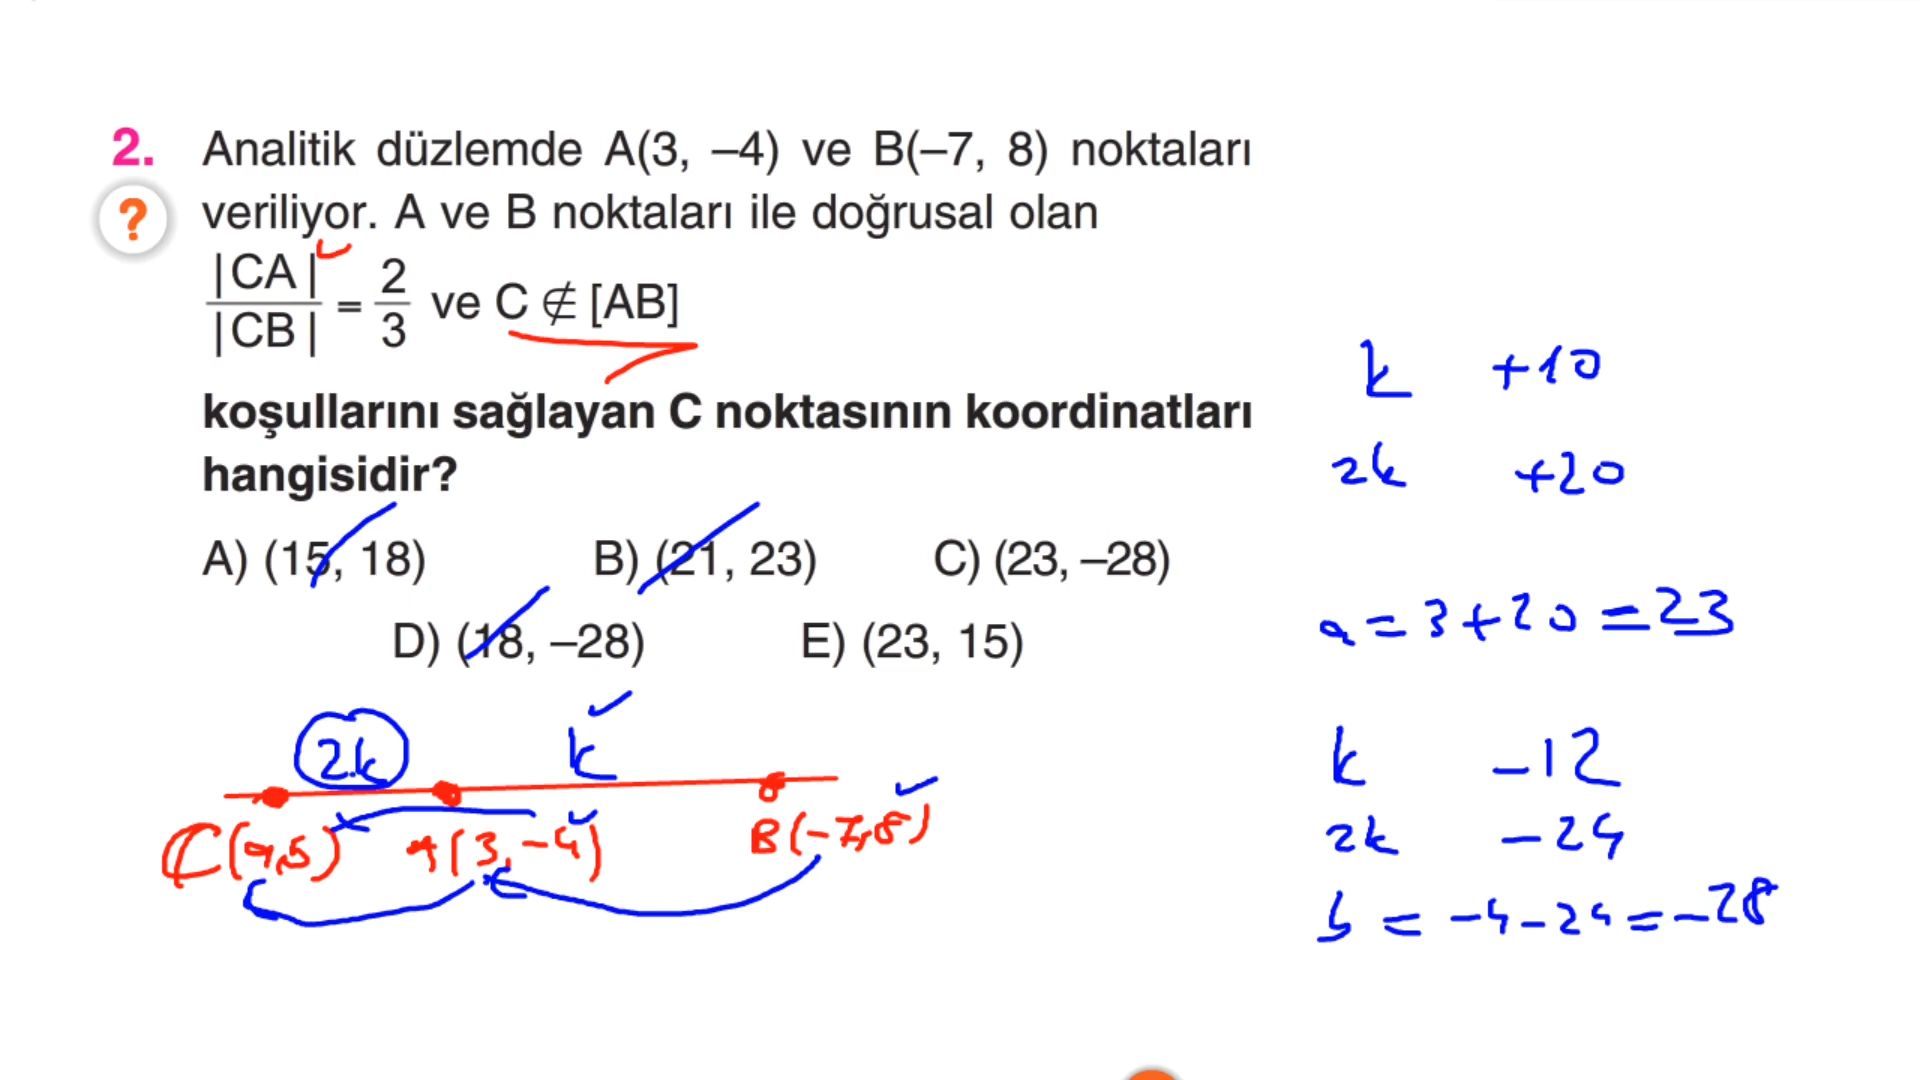 2. Analitik düzlemde A(3, –4) ve B(–7, 8) noktaları
? veriliyor. A ve B noktaları ile doğrusal olan
|CA| / |CB| = 2/3 ve C ∉ [AB]
koşullarını sağlayan C noktasının koordinatları
hangisidir?
A) (15, 18) B) (21, 23) C) (23, –28)
D) (18, –28) E) (23, 15)
2k k
C(a,b) A(3,-4) B(-7,8)
k +10
2k +20
a = 3+20 = 23
k -12
2k -24
b = -4-24 = -28